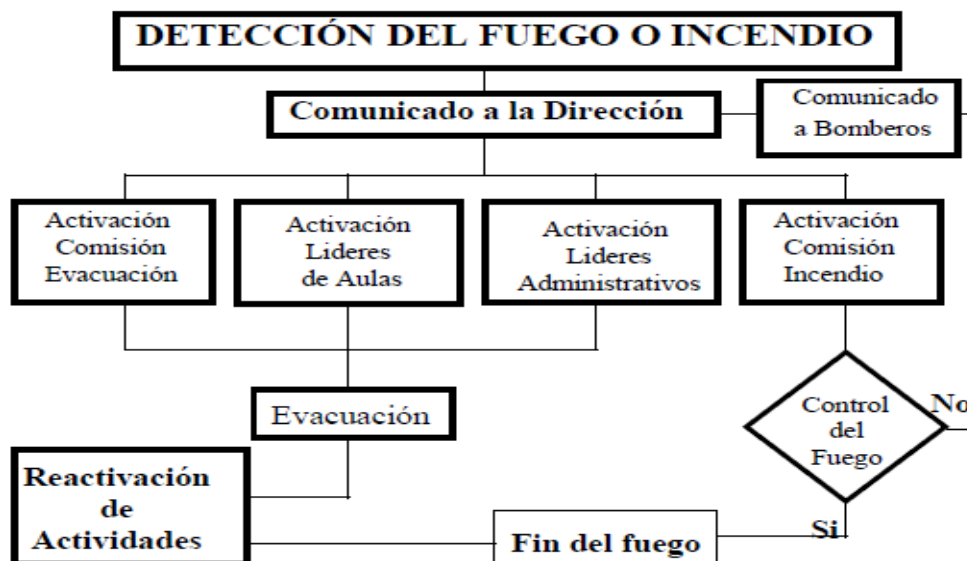 DETECCIÓN DEL FUEGO O INCENDIO
Comunicado a la Dirección
Comunicado
a Bomberos
Activación
Comisión
Evacuación
Activación
Lideres
de Aulas
Activación
Lideres
Administrativos
Activación
Comisión
Incendio
Evacuación
Control
del
Fuego
No
Reactivación
de
Actividades
Fin del fuego
Si